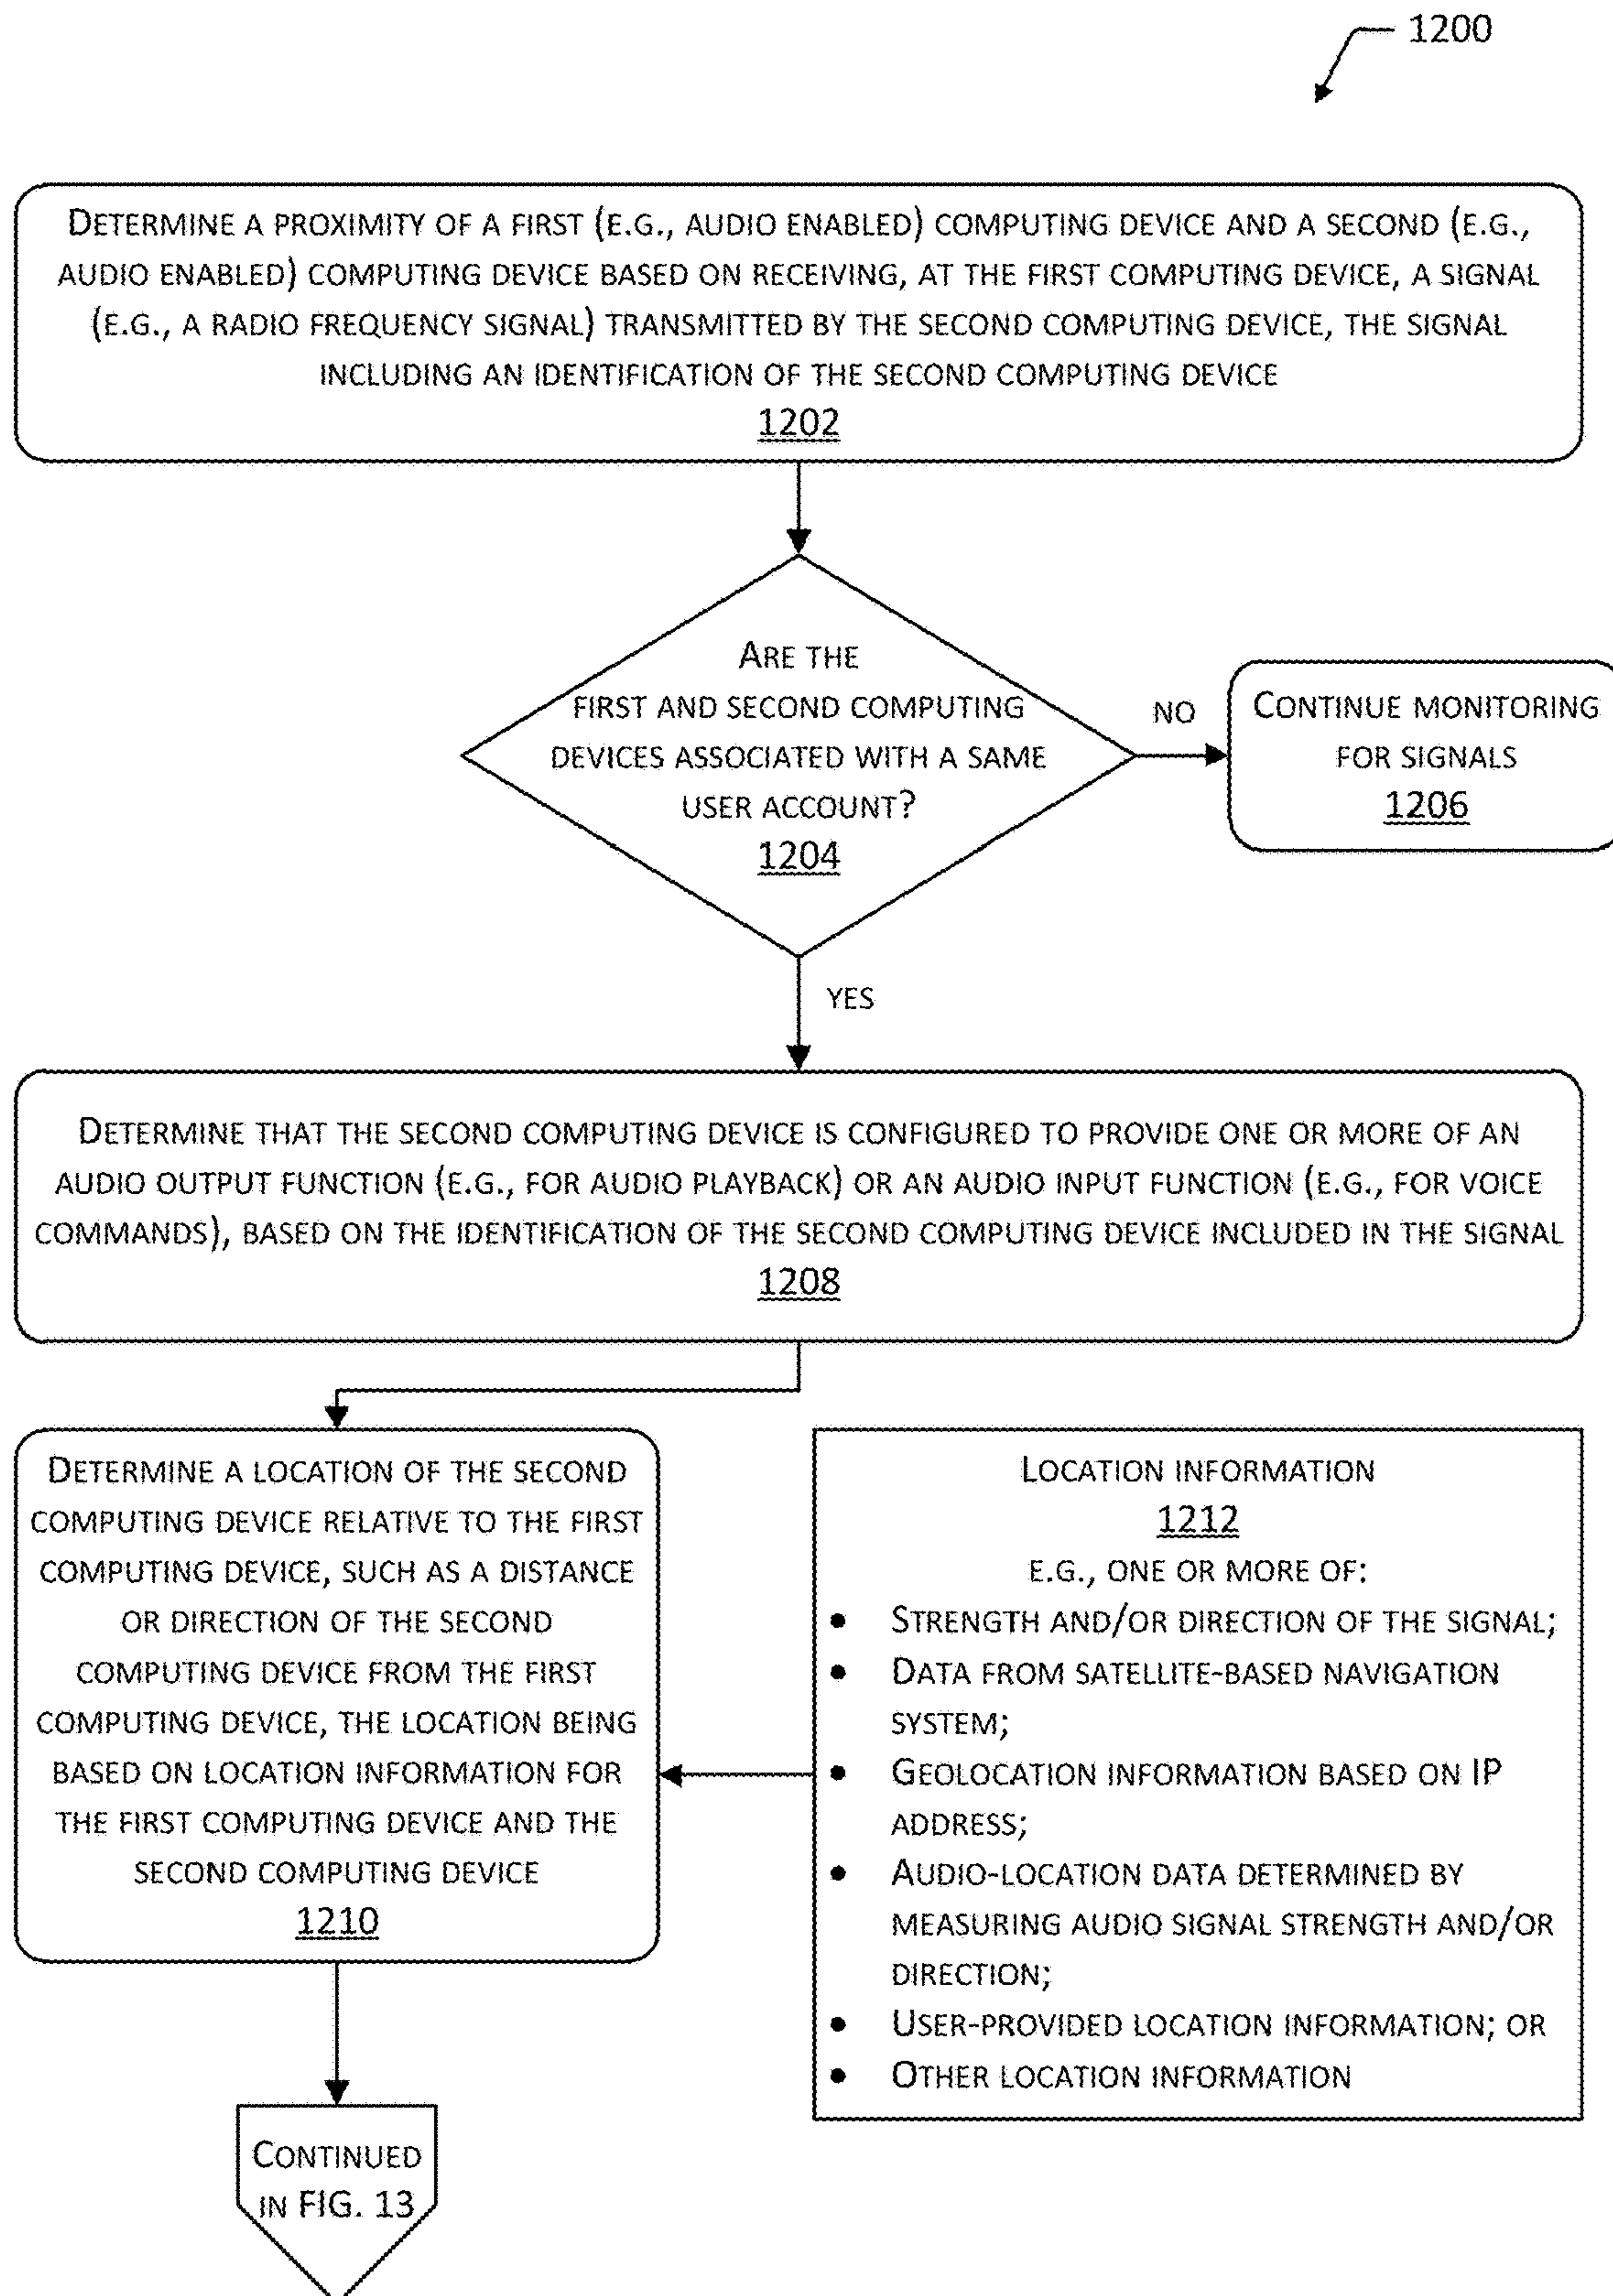 1200
DETERMINE A PROXIMITY OF A FIRST (E.G., AUDIO ENABLED) COMPUTING DEVICE AND A SECOND (E.G.,
AUDIO ENABLED) COMPUTING DEVICE BASED ON RECEIVING, AT THE FIRST COMPUTING DEVICE, A SIGNAL
(E.G., A RADIO FREQUENCY SIGNAL) TRANSMITTED BY THE SECOND COMPUTING DEVICE, THE SIGNAL
INCLUDING AN IDENTIFICATION OF THE SECOND COMPUTING DEVICE
1202
ARE THE
FIRST AND SECOND COMPUTING
DEVICES ASSOCIATED WITH A SAME
USER ACCOUNT?
1204
NO
CONTINUE MONITORING
FOR SIGNALS
1206
YES
DETERMINE THAT THE SECOND COMPUTING DEVICE IS CONFIGURED TO PROVIDE ONE OR MORE OF AN
AUDIO OUTPUT FUNCTION (E.G., FOR AUDIO PLAYBACK) OR AN AUDIO INPUT FUNCTION (E.G., FOR VOICE
COMMANDS), BASED ON THE IDENTIFICATION OF THE SECOND COMPUTING DEVICE INCLUDED IN THE SIGNAL
1208
DETERMINE A LOCATION OF THE SECOND
COMPUTING DEVICE RELATIVE TO THE FIRST
COMPUTING DEVICE, SUCH AS A DISTANCE
OR DIRECTION OF THE SECOND
COMPUTING DEVICE FROM THE FIRST
COMPUTING DEVICE, THE LOCATION BEING
BASED ON LOCATION INFORMATION FOR
THE FIRST COMPUTING DEVICE AND THE
SECOND COMPUTING DEVICE
1210
LOCATION INFORMATION
1212
E.G., ONE OR MORE OF:
• STRENGTH AND/OR DIRECTION OF THE SIGNAL;
• DATA FROM SATELLITE-BASED NAVIGATION
SYSTEM;
• GEOLOCATION INFORMATION BASED ON IP
ADDRESS;
• AUDIO-LOCATION DATA DETERMINED BY
MEASURING AUDIO SIGNAL STRENGTH AND/OR
DIRECTION;
• USER-PROVIDED LOCATION INFORMATION; OR
• OTHER LOCATION INFORMATION
CONTINUED
IN FIG. 13